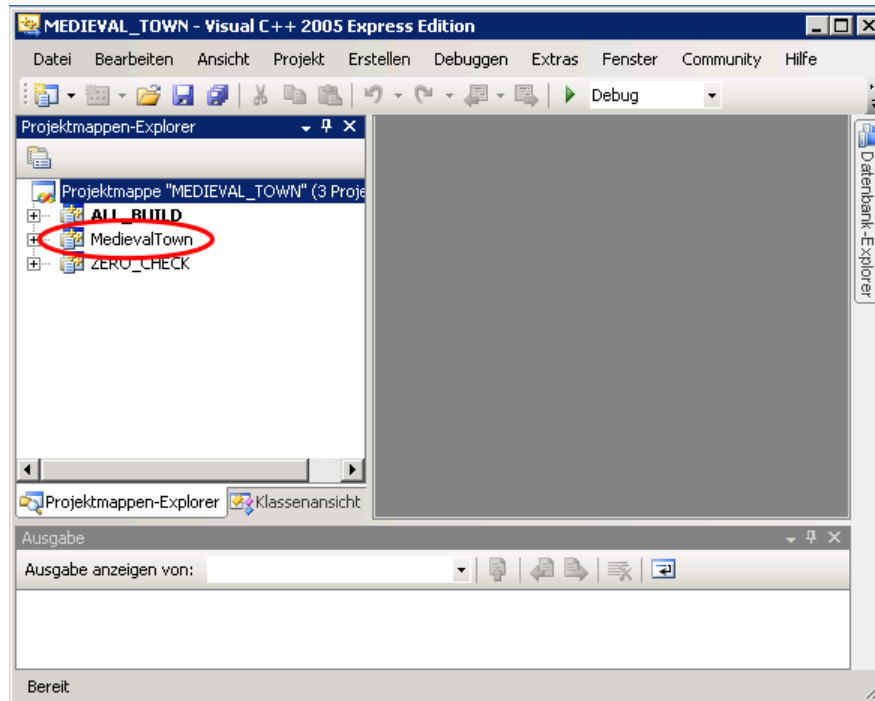 MEDIEVAL_TOWN - Visual C++ 2005 Express Edition
Datei Bearbeiten Ansicht Projekt Erstellen Debuggen Extras Fenster Community Hilfe
Debug
Projektmappen-Explorer
Projektmappe "MEDIEVAL_TOWN" (3 Proje
ALL_BUILD
MedievalTown
ZERO_CHECK
Projektmappen-Explorer Klassenansicht
Datenbank-Explorer
Ausgabe
Ausgabe anzeigen von:
Bereit